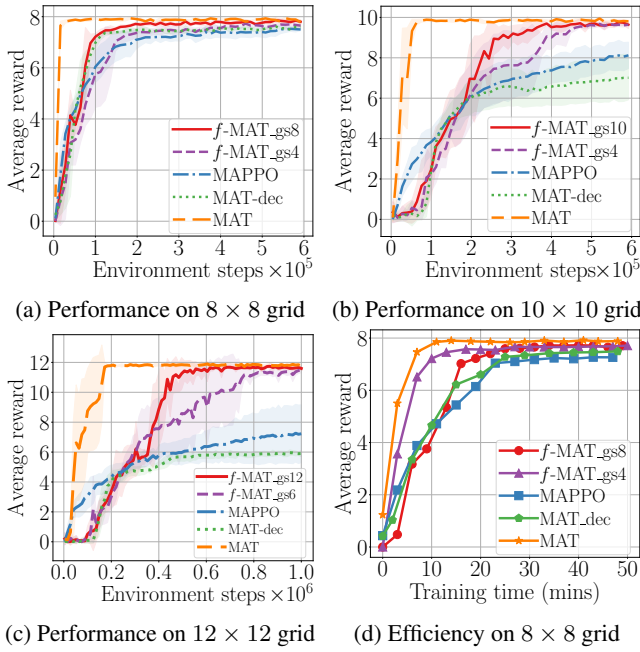 8
6
4
2
0
Average reward
f-MAT_gs8
f-MAT_gs4
MAPPO
MAT-dec
MAT
0 1 2 3 4 5 6
Environment steps ×10⁵
(a) Performance on 8 × 8 grid
10
8
6
4
2
0
Average reward
f-MAT_gs10
f-MAT_gs4
MAPPO
MAT-dec
MAT
0 1 2 3 4 5 6
Environment steps×10⁵
(b) Performance on 10 × 10 grid
12
10
8
6
4
2
0
Average reward
f-MAT_gs12
f-MAT_gs6
MAPPO
MAT-dec
MAT
0.0 0.2 0.4 0.6 0.8 1.0
Environment steps ×10⁶
(c) Performance on 12 × 12 grid
8
6
4
2
0
Average reward
f-MAT_gs8
f-MAT_gs4
MAPPO
MAT_dec
MAT
0 10 20 30 40 50
Training time (mins)
(d) Efficiency on 8 × 8 grid